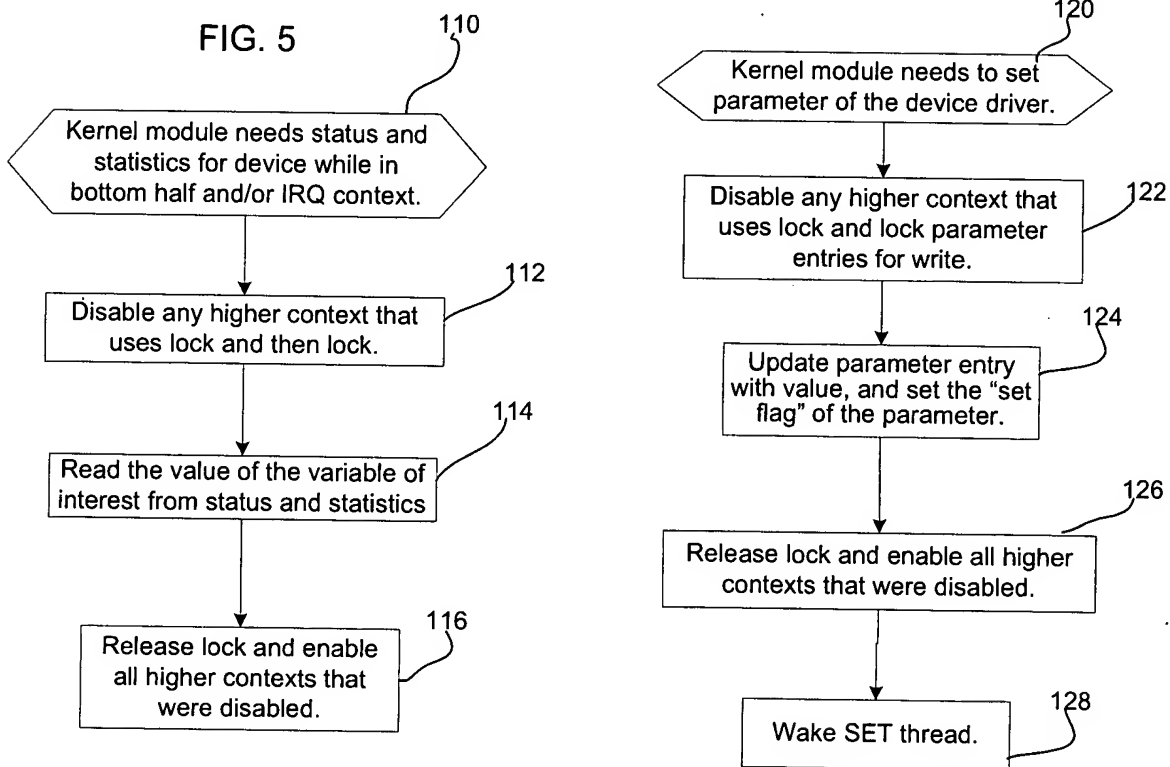 FIG. 5
110
Kernel module needs status and
statistics for device while in
bottom half and/or IRQ context.
112
Disable any higher context that
uses lock and then lock.
114
Read the value of the variable of
interest from status and statistics
116
Release lock and enable
all higher contexts that
were disabled.
120
Kernel module needs to set
parameter of the device driver.
122
Disable any higher context that
uses lock and lock parameter
entries for write.
124
Update parameter entry
with value, and set the “set
flag” of the parameter.
126
Release lock and enable all higher
contexts that were disabled.
128
Wake SET thread.